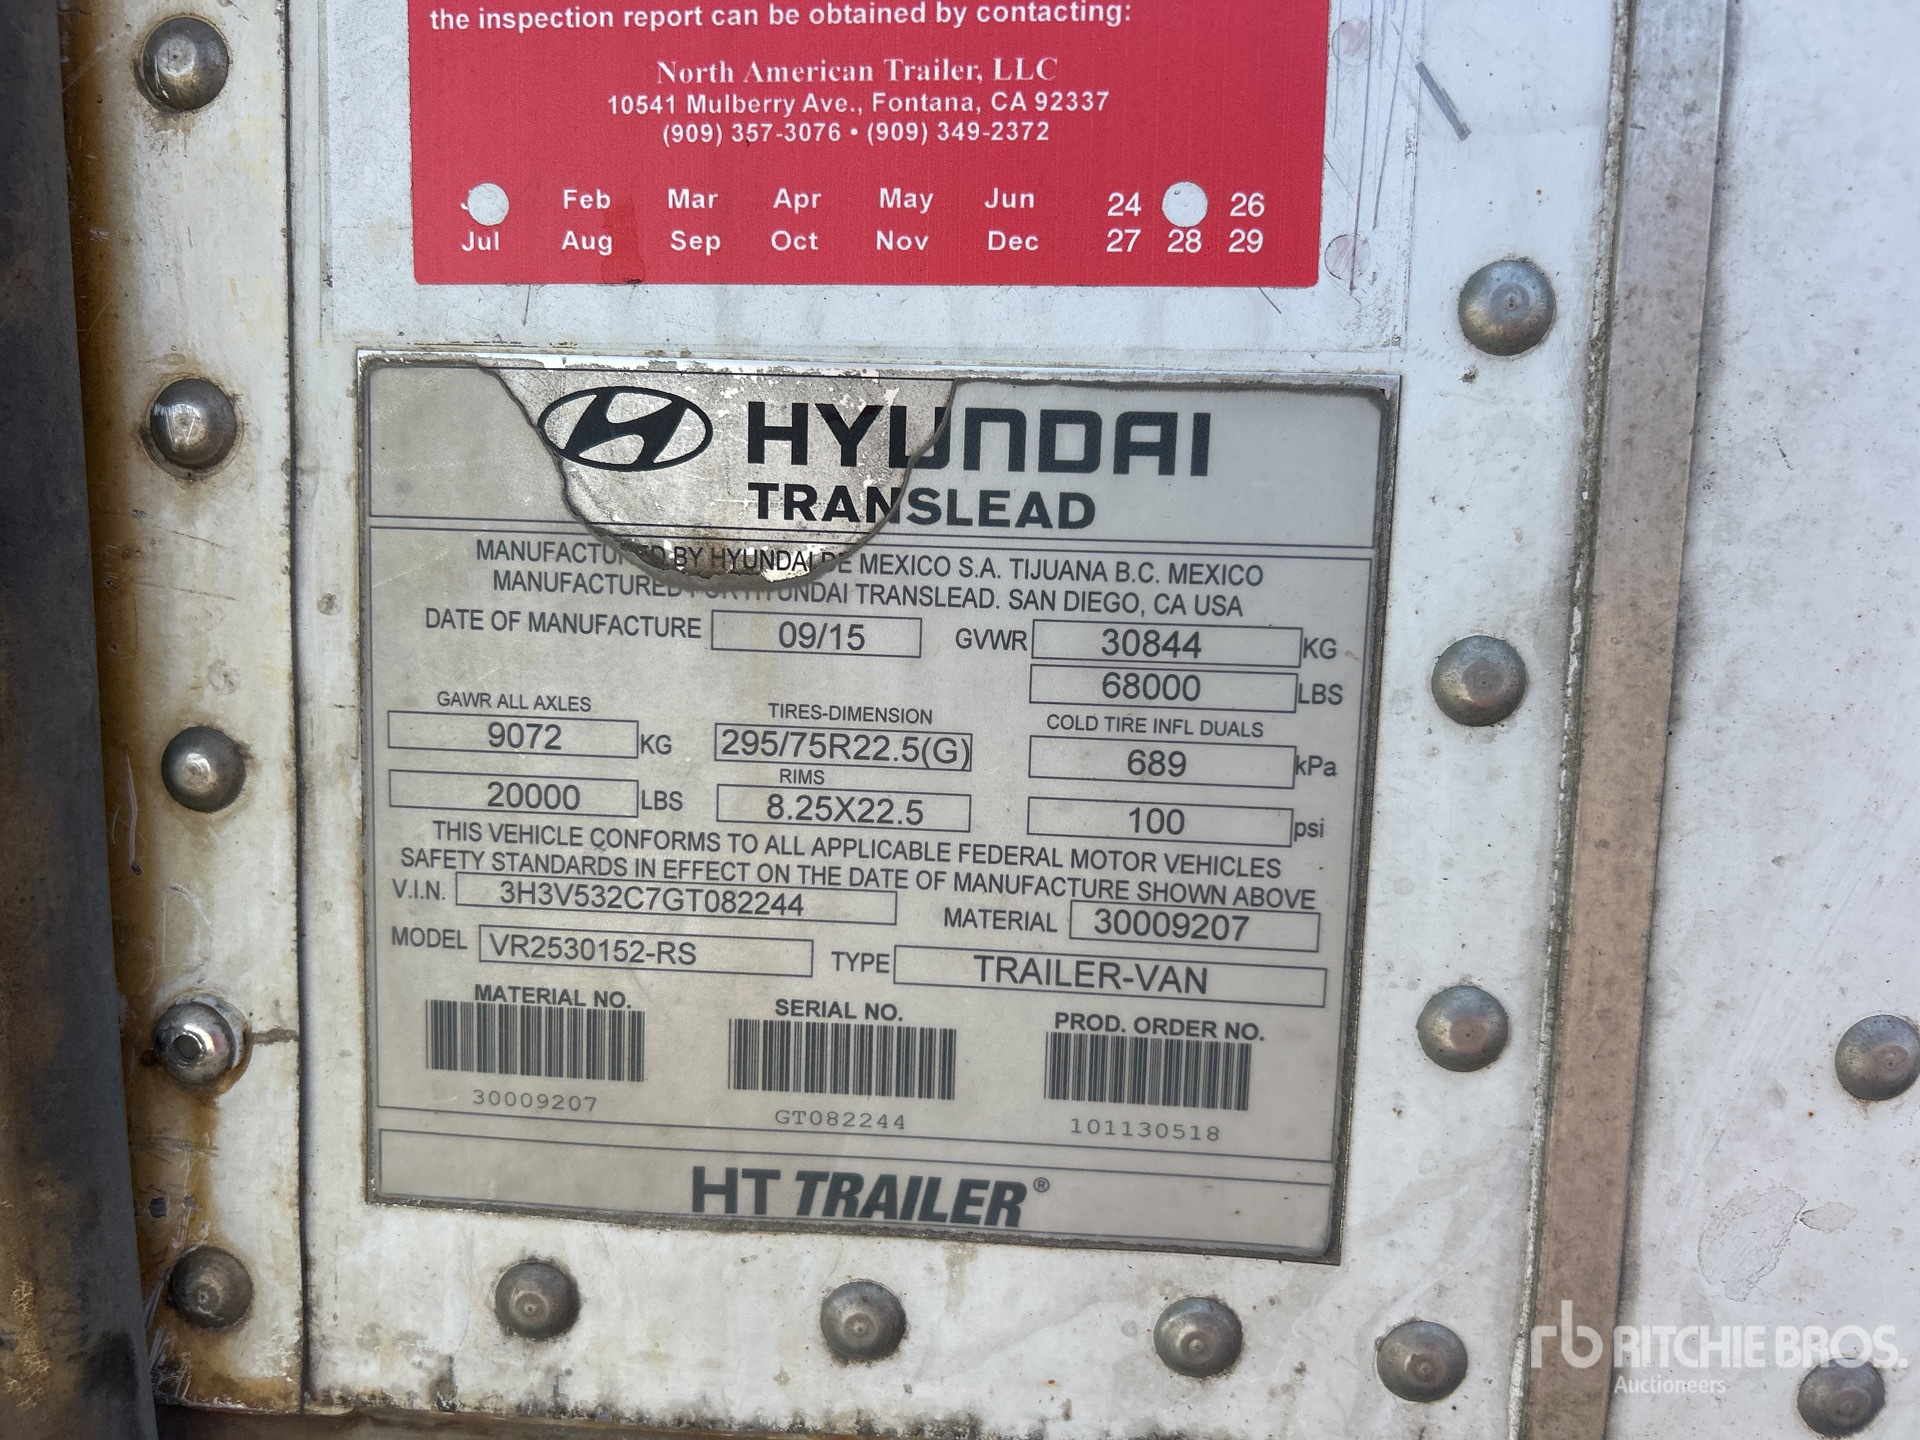 the inspection report can be obtained by contacting:
North American Trailer, LLC
10541 Mulberry Ave., Fontana, CA 92337
(909) 357-3076 • (909) 349-2372
Feb Mar Apr May Jun 24 26
Jul Aug Sep Oct Nov Dec 27 28 29
HYUNDAI
TRANSLEAD
MANUFACTURED BY HYUNDAI DE MEXICO S.A. TIJUANA B.C. MEXICO
MANUFACTURED FOR HYUNDAI TRANSLEAD. SAN DIEGO, CA USA
DATE OF MANUFACTURE 09/15 GVWR 30844 KG
68000 LBS
GAWR ALL AXLES TIRES-DIMENSION COLD TIRE INFL DUALS
9072 KG 295/75R22.5(G) 689 kPa
RIMS
20000 LBS 8.25X22.5 100 psi
THIS VEHICLE CONFORMS TO ALL APPLICABLE FEDERAL MOTOR VEHICLES
SAFETY STANDARDS IN EFFECT ON THE DATE OF MANUFACTURE SHOWN ABOVE
V.I.N. 3H3V532C7GT082244 MATERIAL 30009207
MODEL VR2530152-RS TYPE TRAILER-VAN
MATERIAL NO. SERIAL NO. PROD. ORDER NO.
30009207 GT082244 101130518
HT TRAILER®
rb RITCHIE BROS.
Auctioneers